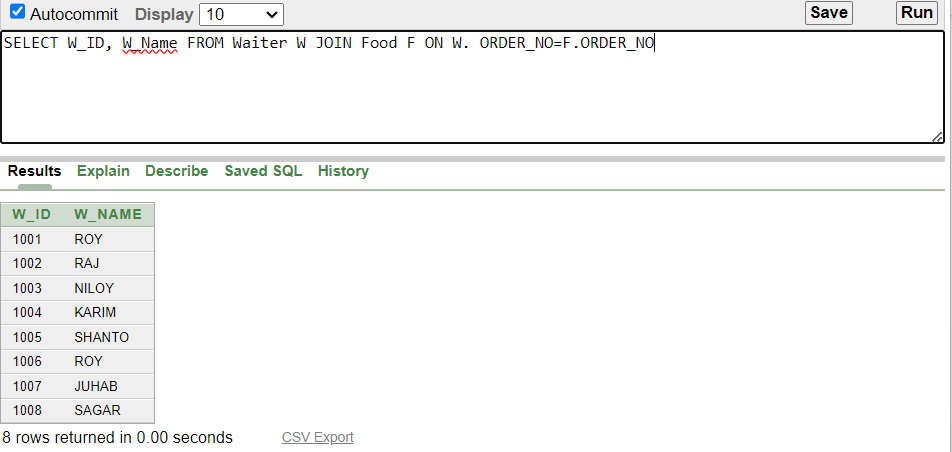 Autocommit Display 10 Save Run
SELECT W_ID, W_Name FROM Waiter W JOIN Food F ON W. ORDER_NO=F.ORDER_NO
Results Explain Describe Saved SQL History
W_ID W_NAME
1001 ROY
1002 RAJ
1003 NILOY
1004 KARIM
1005 SHANTO
1006 ROY
1007 JUHAB
1008 SAGAR
8 rows returned in 0.00 seconds CSV Export